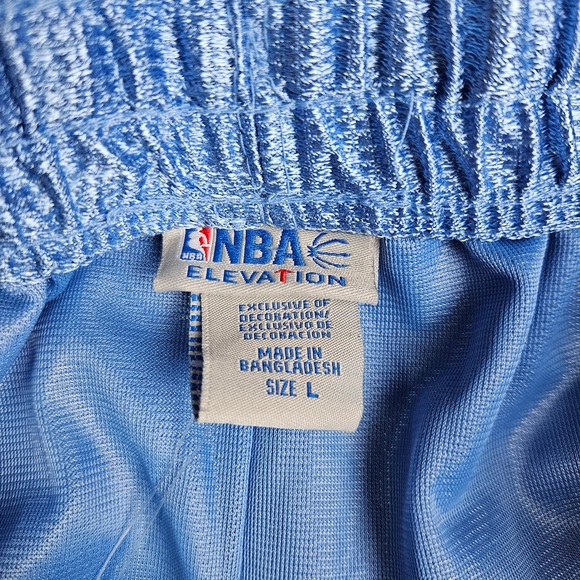 NBA NBA
ELEVATION
EXCLUSIVE OF
DECORATION/
EXCLUSIVO DE
DECORACION
MADE IN
BANGLADESH
SIZE L